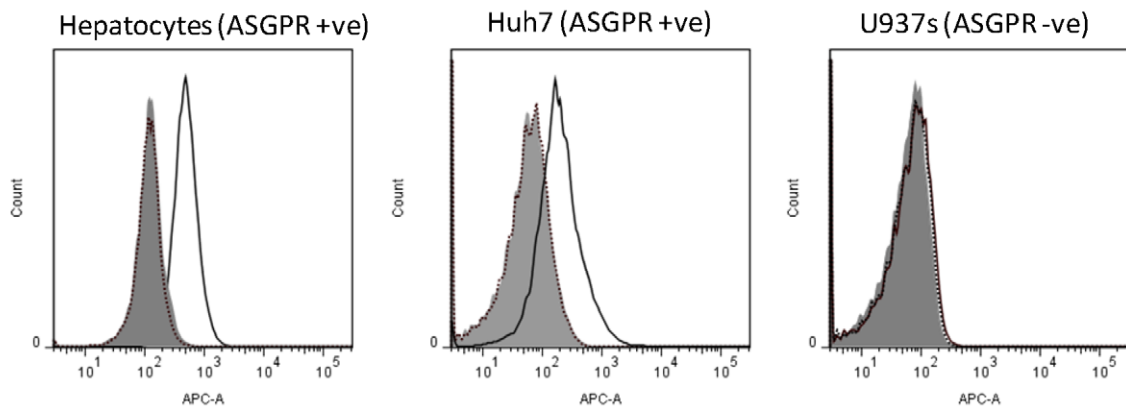 Hepatocytes (ASGPR +ve)
Huh7 (ASGPR +ve)
U937s (ASGPR -ve)
Count
0
10^1 10^2 10^3 10^4 10^5
APC-A
Count
0
10^1 10^2 10^3 10^4 10^5
APC-A
Count
0
10^1 10^2 10^3 10^4 10^5
APC-A